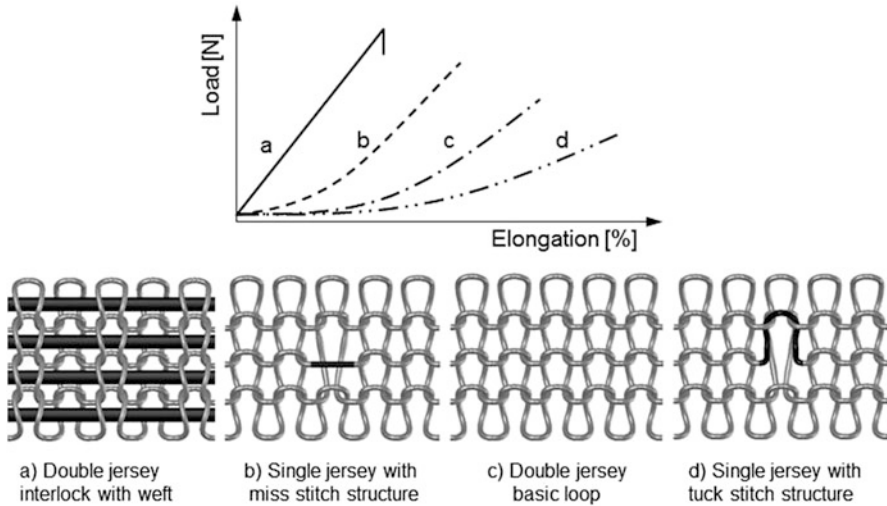 Load [N]
a
b
c
d
Elongation [%]
a) Double jersey
interlock with weft
b) Single jersey with
miss stitch structure
c) Double jersey
basic loop
d) Single jersey with
tuck stitch structure